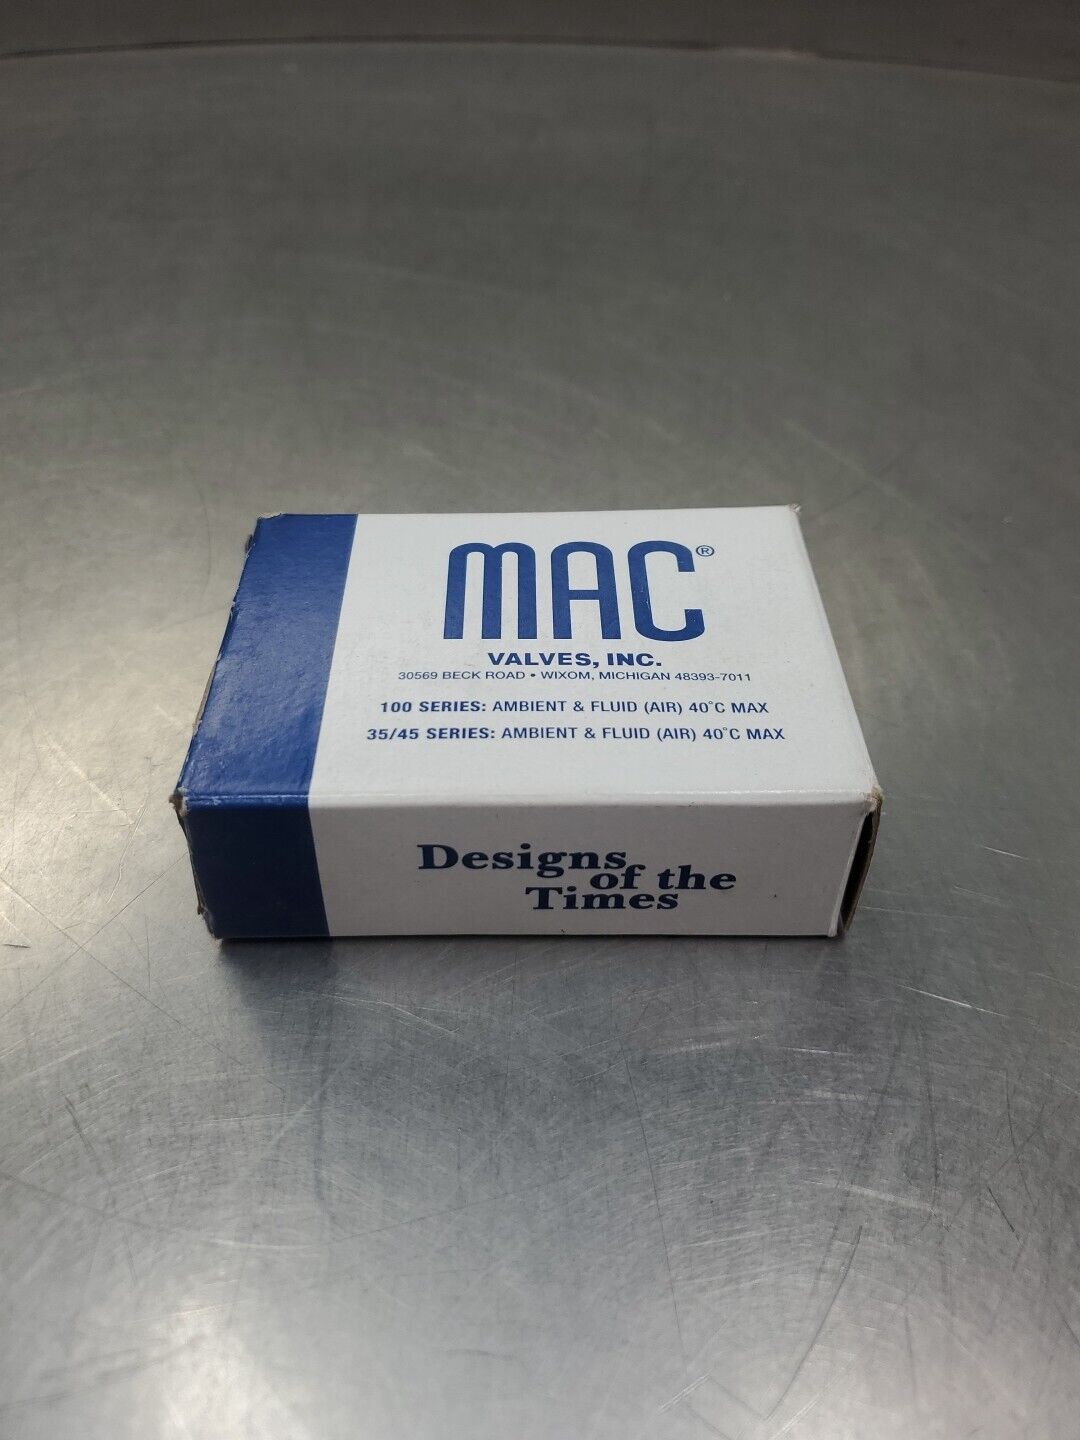 MAC®
VALVES, INC.
30569 BECK ROAD • WIXOM, MICHIGAN 48393-7011
100 SERIES: AMBIENT & FLUID (AIR) 40°C MAX
35/45 SERIES: AMBIENT & FLUID (AIR) 40°C MAX
Designs
of the
Times